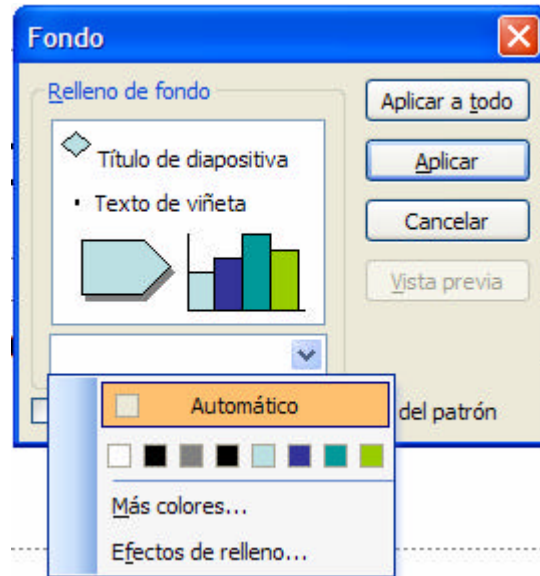 Fondo
Relleno de fondo
Título de diapositiva
Texto de viñeta
Aplicar a todo
Aplicar
Cancelar
Vista previa
Automático
del patrón
Más colores...
Efectos de relleno...